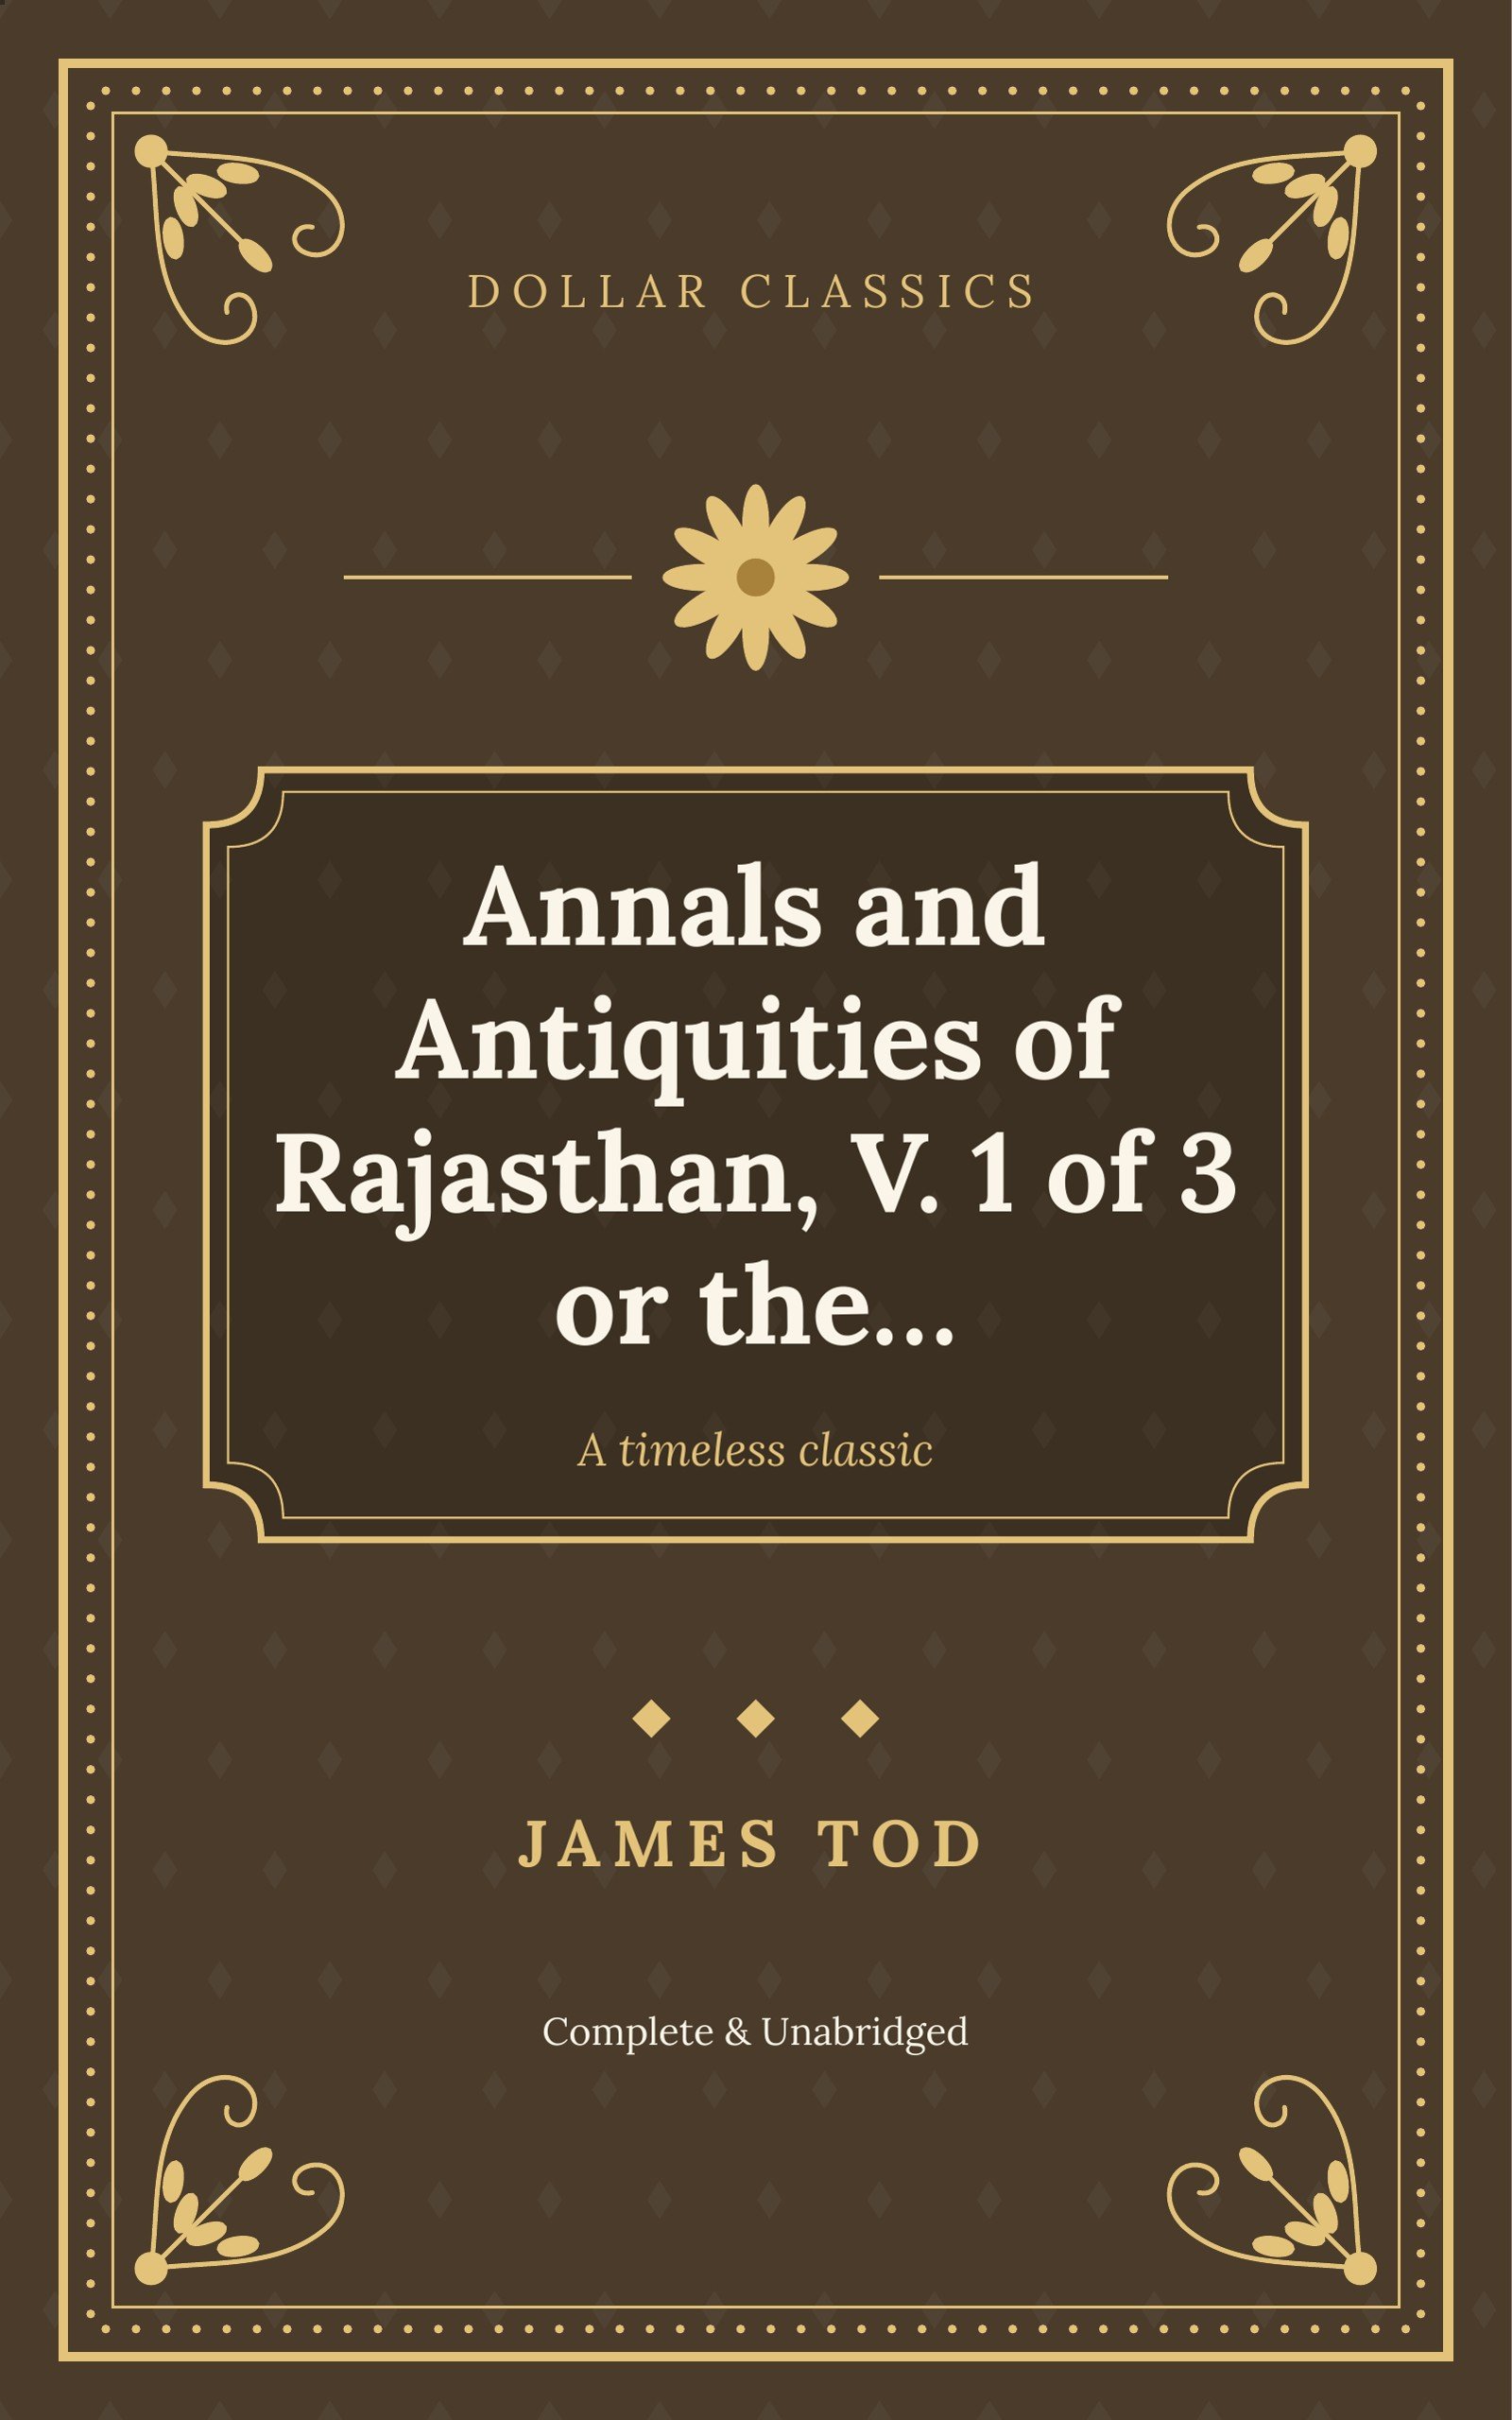 DOLLAR CLASSICS
Annals and
Antiquities of
Rajasthan, V. 1 of 3
or the...
A timeless classic
JAMES TOD
Complete & Unabridged